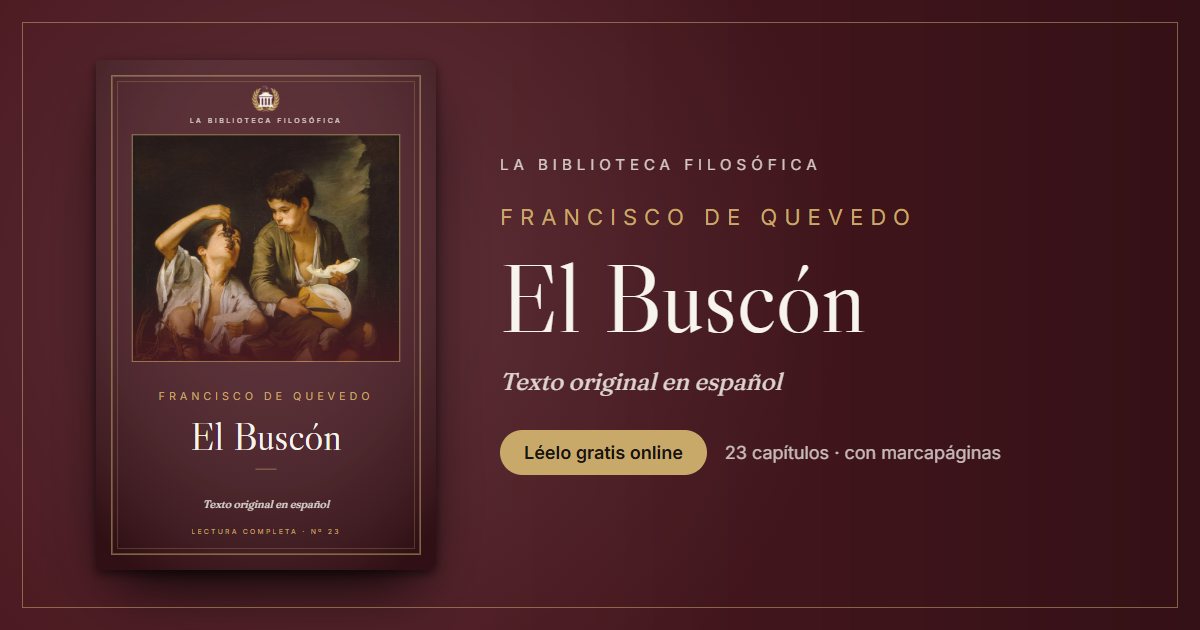 LA BIBLIOTECA FILOSÓFICA
FRANCISCO DE QUEVEDO
El Buscón
Texto original en español
LECTURA COMPLETA · Nº 23
LA BIBLIOTECA FILOSÓFICA
FRANCISCO DE QUEVEDO
El Buscón
Texto original en español
Léelo gratis online
23 capítulos · con marcapáginas